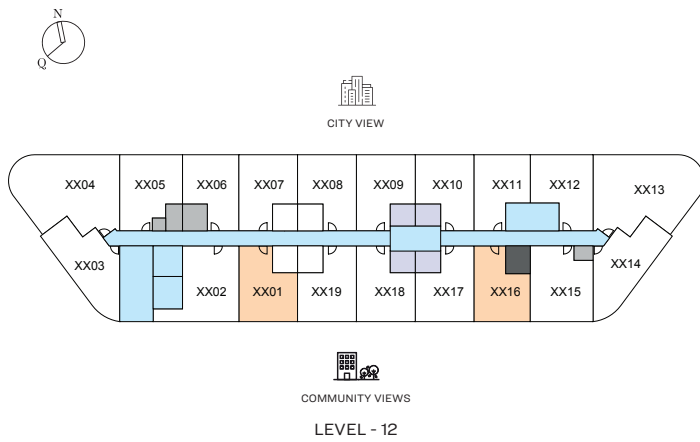 N
Q
CITY VIEW
XX04 XX05 XX06 XX07 XX08 XX09 XX10 XX11 XX12 XX13
XX03 XX14
XX02 XX01 XX19 XX18 XX17 XX16 XX15
COMMUNITY VIEWS
LEVEL - 12